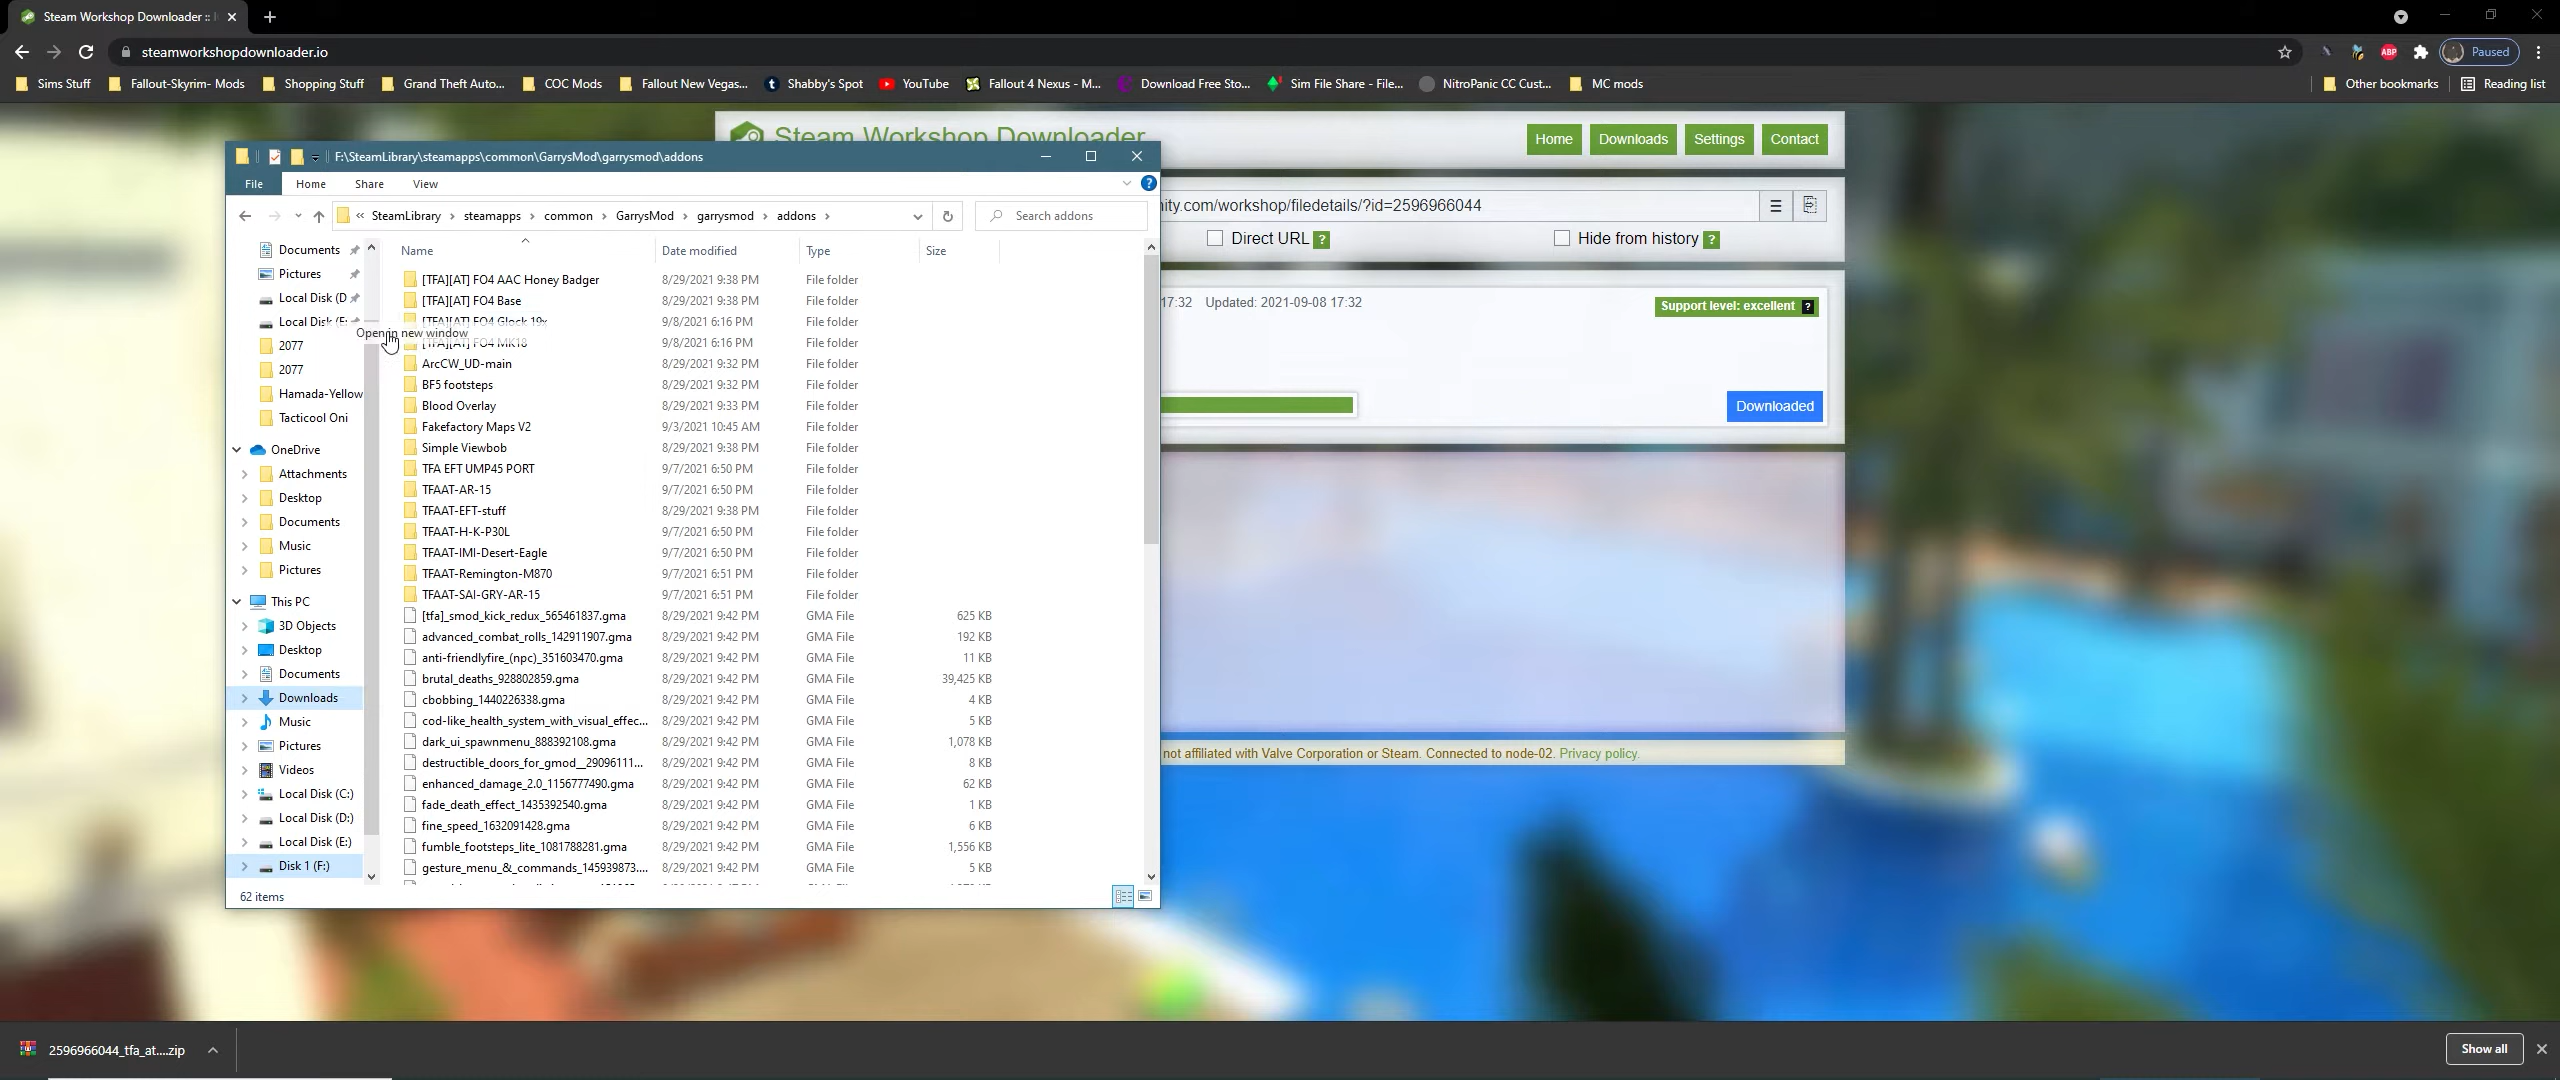 Steam Workshop Downloader ::
steamworkshopdownloader.io
Paused
Sims Stuff
Fallout-Skyrim- Mods
Shopping Stuff
Grand Theft Auto...
COC Mods
Fallout New Vegas...
Shabby's Spot
YouTube
Fallout 4 Nexus - M...
Download Free Sto...
Sim File Share - File...
NitroPanic CC Cust...
MC mods
Other bookmarks
Reading list
Steam Workshop Downloader
Home Downloads Settings Contact
F:\SteamLibrary\steamapps\common\GarrysMod\garrysmod\addons
File Home Share View
« SteamLibrary › steamapps › common › GarrysMod › garrysmod › addons ›
Search addons
ity.com/workshop/filedetails/?id=2596966044
Direct URL ?
Hide from history ?
17:32 Updated: 2021-09-08 17:32
Support level: excellent ?
Downloaded
not affiliated with Valve Corporation or Steam. Connected to node-02. Privacy policy.
Documents
Pictures
Local Disk (D
Local Disk (E:
Open in new window
2077
2077
Hamada-Yellow
Tacticool Oni
OneDrive
Attachments
Desktop
Documents
Music
Pictures
This PC
3D Objects
Desktop
Documents
Downloads
Music
Pictures
Videos
Local Disk (C:)
Local Disk (D:)
Local Disk (E:)
Disk 1 (F:)
Name Date modified Type Size
[TFA][AT] FO4 AAC Honey Badger 8/29/2021 9:38 PM File folder
[TFA][AT] FO4 Base 8/29/2021 9:38 PM File folder
[TFA][AT] FO4 Glock 19x 9/8/2021 6:16 PM File folder
[TFA][AT] FO4 MK18 9/8/2021 6:16 PM File folder
ArcCW_UD-main 8/29/2021 9:32 PM File folder
BF5 footsteps 8/29/2021 9:32 PM File folder
Blood Overlay 8/29/2021 9:33 PM File folder
Fakefactory Maps V2 9/3/2021 10:45 AM File folder
Simple Viewbob 8/29/2021 9:38 PM File folder
TFA EFT UMP45 PORT 9/7/2021 6:50 PM File folder
TFAAT-AR-15 9/7/2021 6:50 PM File folder
TFAAT-EFT-stuff 8/29/2021 9:38 PM File folder
TFAAT-H-K-P30L 9/7/2021 6:50 PM File folder
TFAAT-IMI-Desert-Eagle 9/7/2021 6:50 PM File folder
TFAAT-Remington-M870 9/7/2021 6:51 PM File folder
TFAAT-SAI-GRY-AR-15 9/7/2021 6:51 PM File folder
[tfa]_smod_kick_redux_565461837.gma 8/29/2021 9:42 PM GMA File 625 KB
advanced_combat_rolls_142911907.gma 8/29/2021 9:42 PM GMA File 192 KB
anti-friendlyfire_(npc)_351603470.gma 8/29/2021 9:42 PM GMA File 11 KB
brutal_deaths_928802859.gma 8/29/2021 9:42 PM GMA File 39,425 KB
cbobbing_1440226338.gma 8/29/2021 9:42 PM GMA File 4 KB
cod-like_health_system_with_visual_effec... 8/29/2021 9:42 PM GMA File 5 KB
dark_ui_spawnmenu_888392108.gma 8/29/2021 9:42 PM GMA File 1,078 KB
destructible_doors_for_gmod__29096111... 8/29/2021 9:42 PM GMA File 8 KB
enhanced_damage_2.0_1156777490.gma 8/29/2021 9:42 PM GMA File 62 KB
fade_death_effect_1435392540.gma 8/29/2021 9:42 PM GMA File 1 KB
fine_speed_1632091428.gma 8/29/2021 9:42 PM GMA File 6 KB
fumble_footsteps_lite_1081788281.gma 8/29/2021 9:42 PM GMA File 1,556 KB
gesture_menu_&_commands_145939873.... 8/29/2021 9:42 PM GMA File 5 KB
62 items
2596966044_tfa_at....zip
Show all